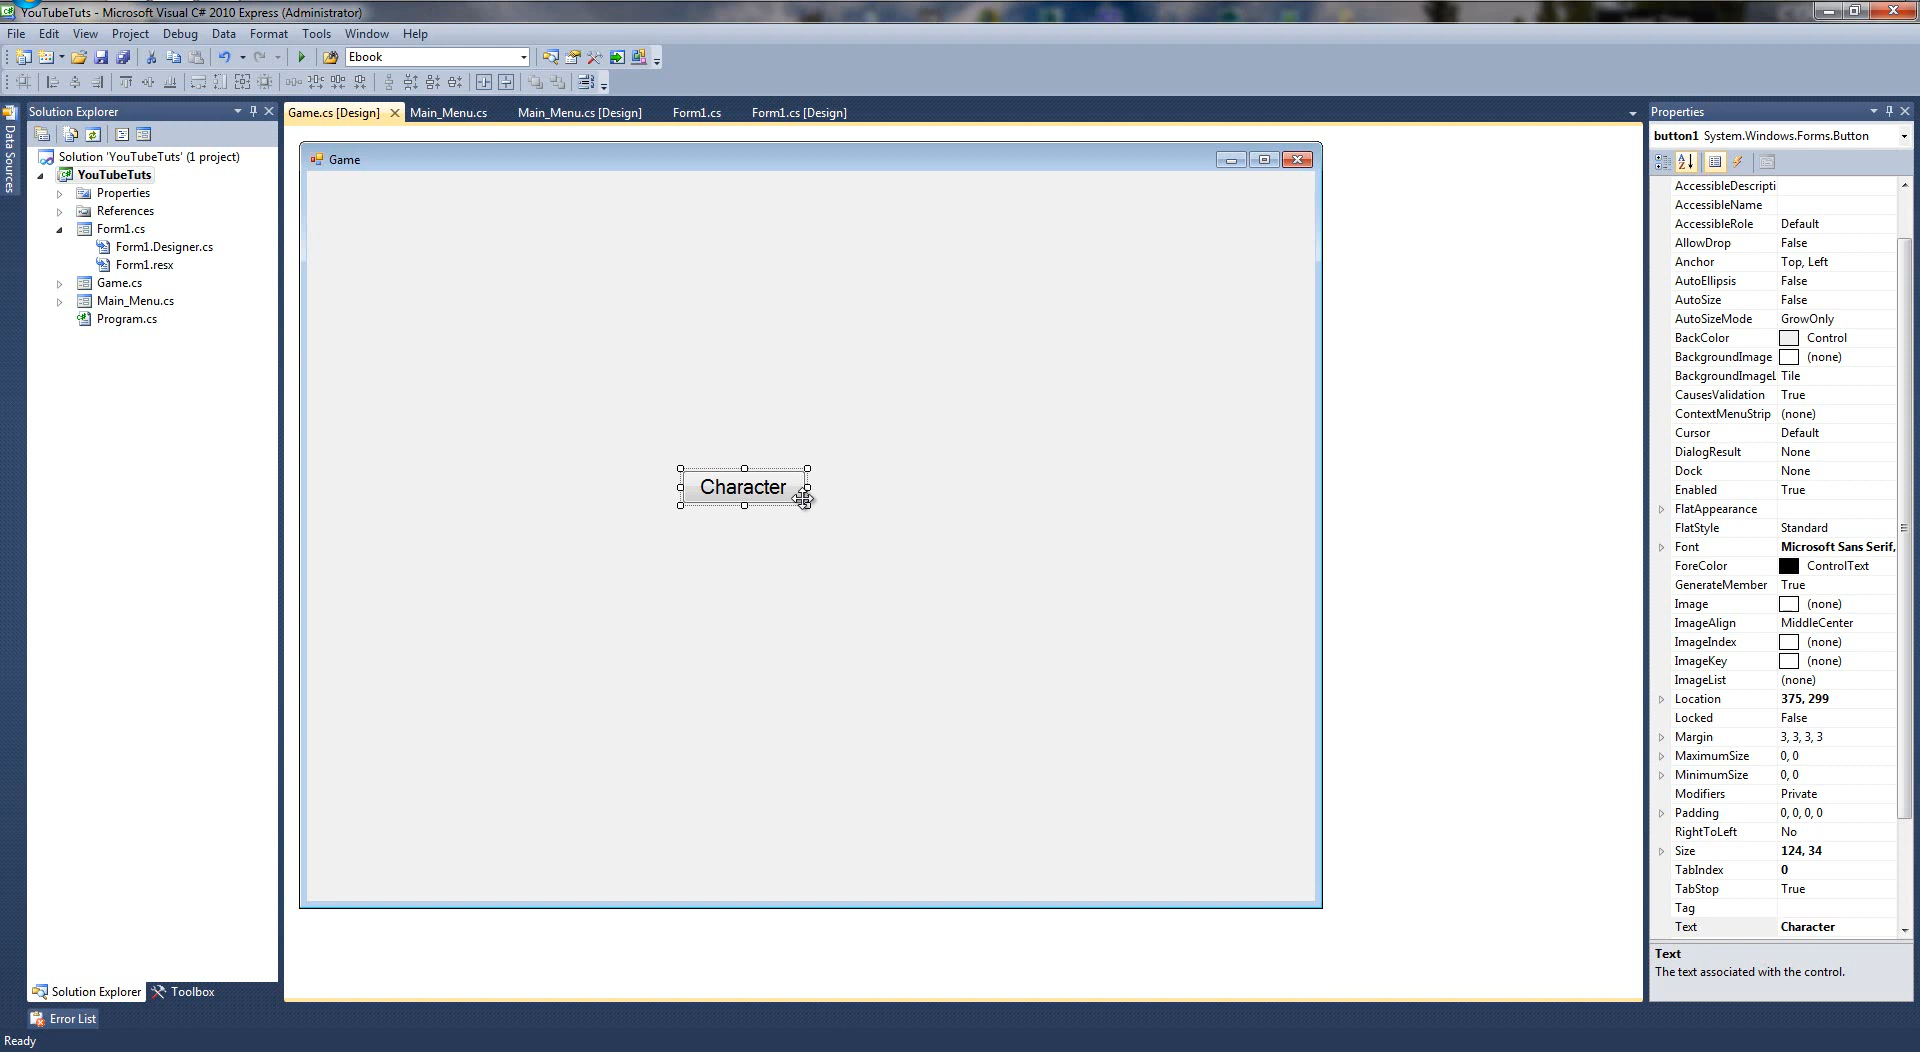 YouTubeTuts - Microsoft Visual C# 2010 Express (Administrator)
File Edit View Project Debug Data Format Tools Window Help
Ebook
Data Sources
Solution Explorer
Solution 'YouTubeTuts' (1 project)
YouTubeTuts
Properties
References
Form1.cs
Form1.Designer.cs
Form1.resx
Game.cs
Main_Menu.cs
Program.cs
Solution Explorer Toolbox
Error List
Ready
Game.cs [Design] Main_Menu.cs Main_Menu.cs [Design] Form1.cs Form1.cs [Design]
Game
Character
Properties
button1 System.Windows.Forms.Button
AccessibleDescripti
AccessibleName
AccessibleRole Default
AllowDrop False
Anchor Top, Left
AutoEllipsis False
AutoSize False
AutoSizeMode GrowOnly
BackColor Control
BackgroundImage (none)
BackgroundImageL Tile
CausesValidation True
ContextMenuStrip (none)
Cursor Default
DialogResult None
Dock None
Enabled True
FlatAppearance
FlatStyle Standard
Font Microsoft Sans Serif,
ForeColor ControlText
GenerateMember True
Image (none)
ImageAlign MiddleCenter
ImageIndex (none)
ImageKey (none)
ImageList (none)
Location 375, 299
Locked False
Margin 3, 3, 3, 3
MaximumSize 0, 0
MinimumSize 0, 0
Modifiers Private
Padding 0, 0, 0, 0
RightToLeft No
Size 124, 34
TabIndex 0
TabStop True
Tag
Text Character
Text
The text associated with the control.